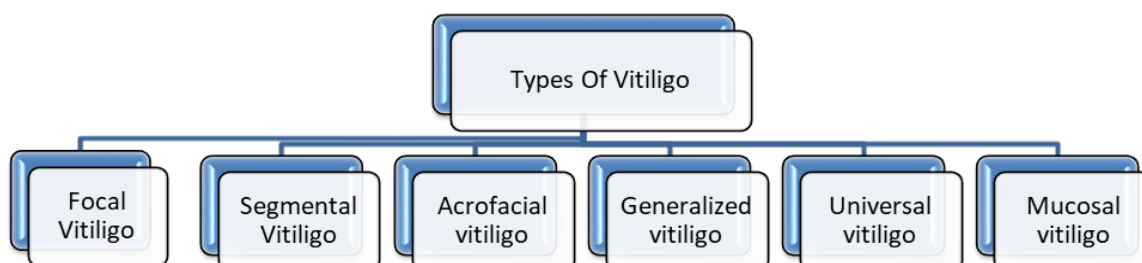 Types Of Vitiligo
Focal
Vitiligo
Segmental
Vitiligo
Acrofacial
vitiligo
Generalized
vitiligo
Universal
vitiligo
Mucosal
vitiligo